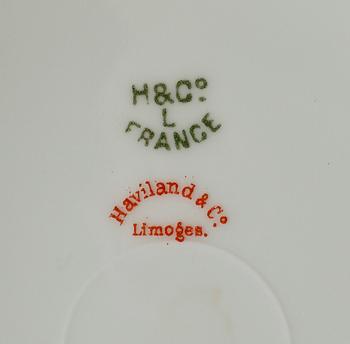 H&Cº
L
FRANCE
Haviland & Cº
Limoges.